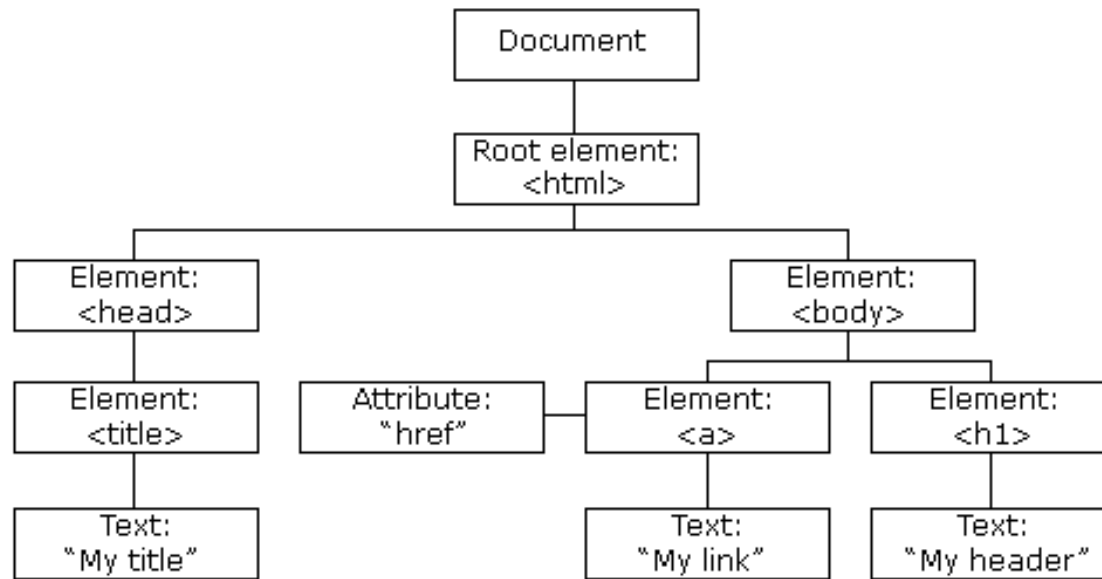 Document
Root element:
<html>
Element:
<head>
Element:
<body>
Element:
<title>
Attribute:
“href”
Element:
<a>
Element:
<h1>
Text:
“My title”
Text:
“My link”
Text:
“My header”